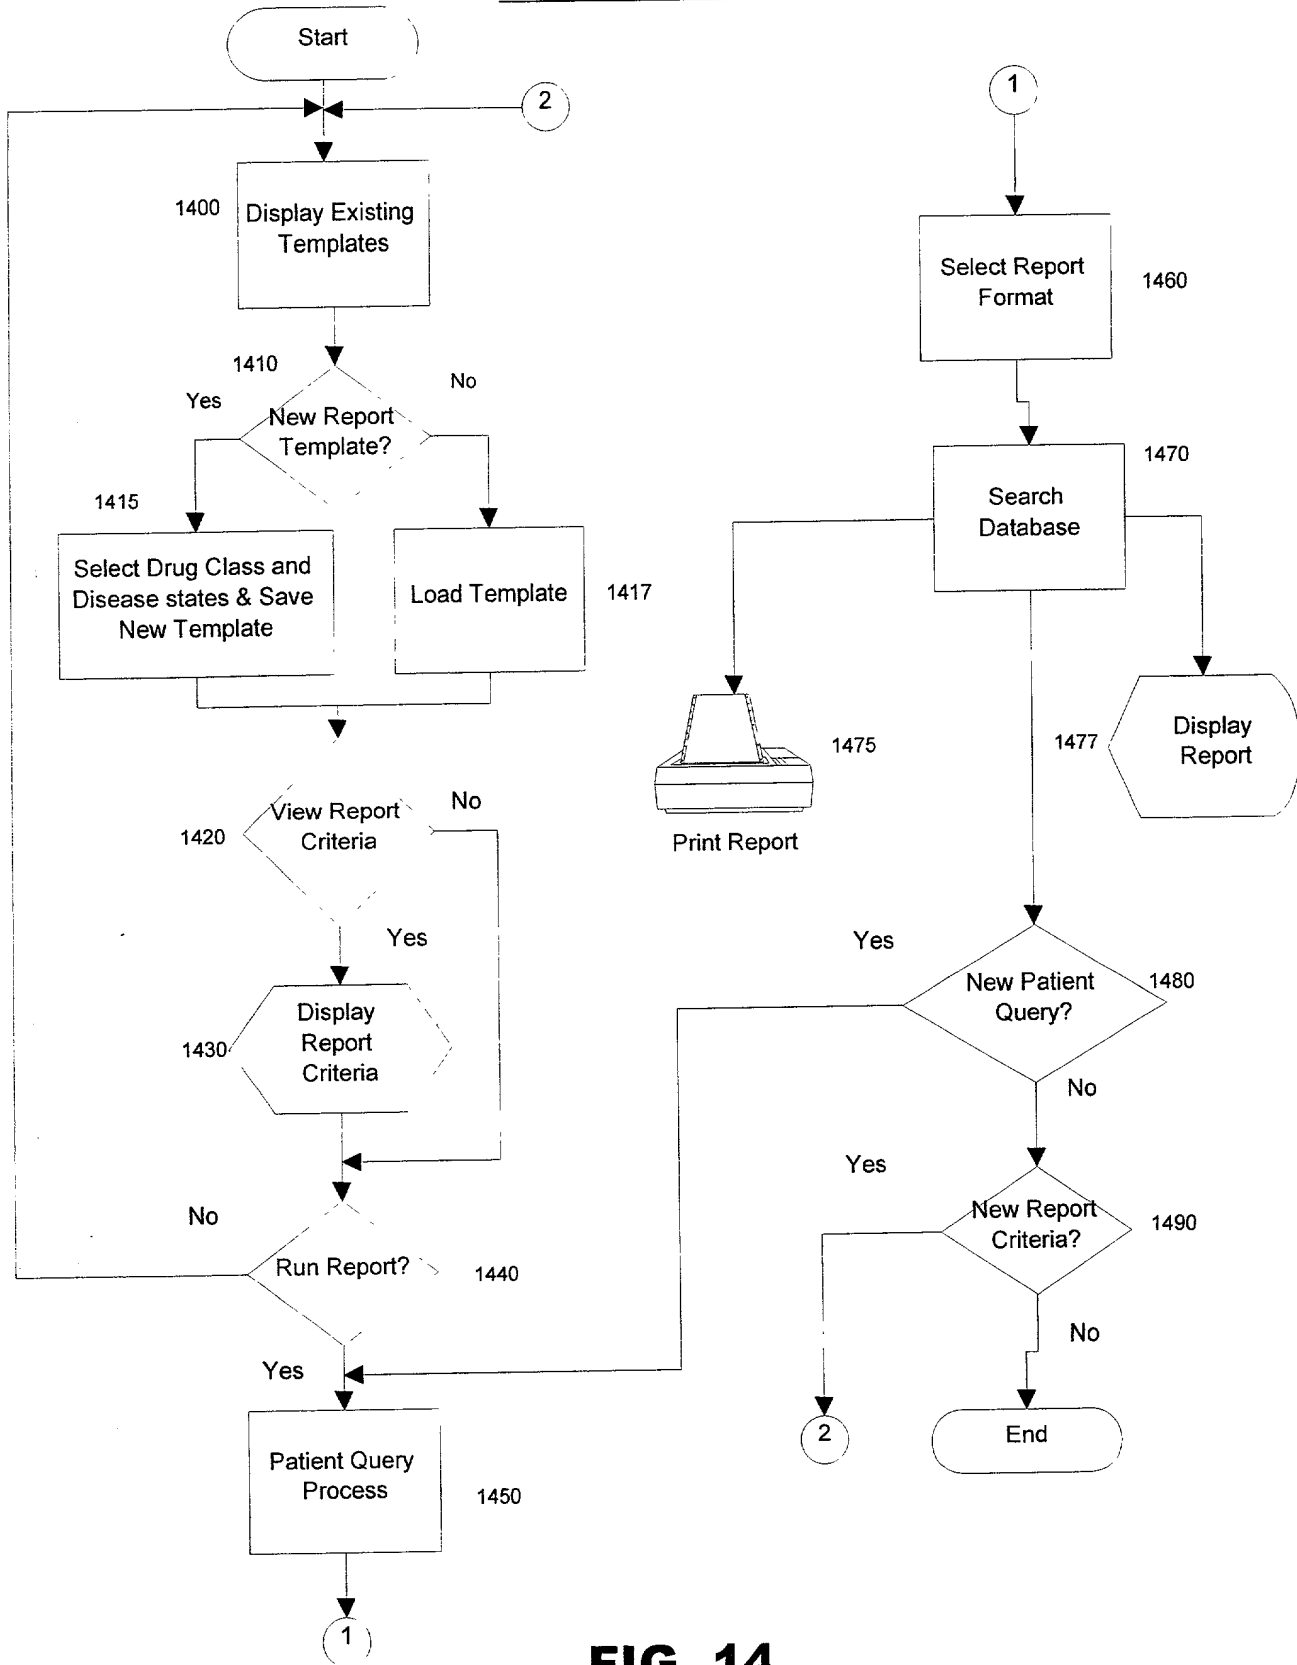 Start
2
1400
Display Existing
Templates
1410
Yes
No
New Report
Template?
1415
Select Drug Class and
Disease states & Save
New Template
Load Template
1417
View Report
Criteria
No
1420
Yes
Display
Report
Criteria
1430
No
Run Report?
1440
Yes
Patient Query
Process
1450
1
1
Select Report
Format
1460
Search
Database
1470
1475
Print Report
1477
Display
Report
Yes
New Patient
Query?
1480
No
Yes
New Report
Criteria?
1490
No
2
End
FIG. 14